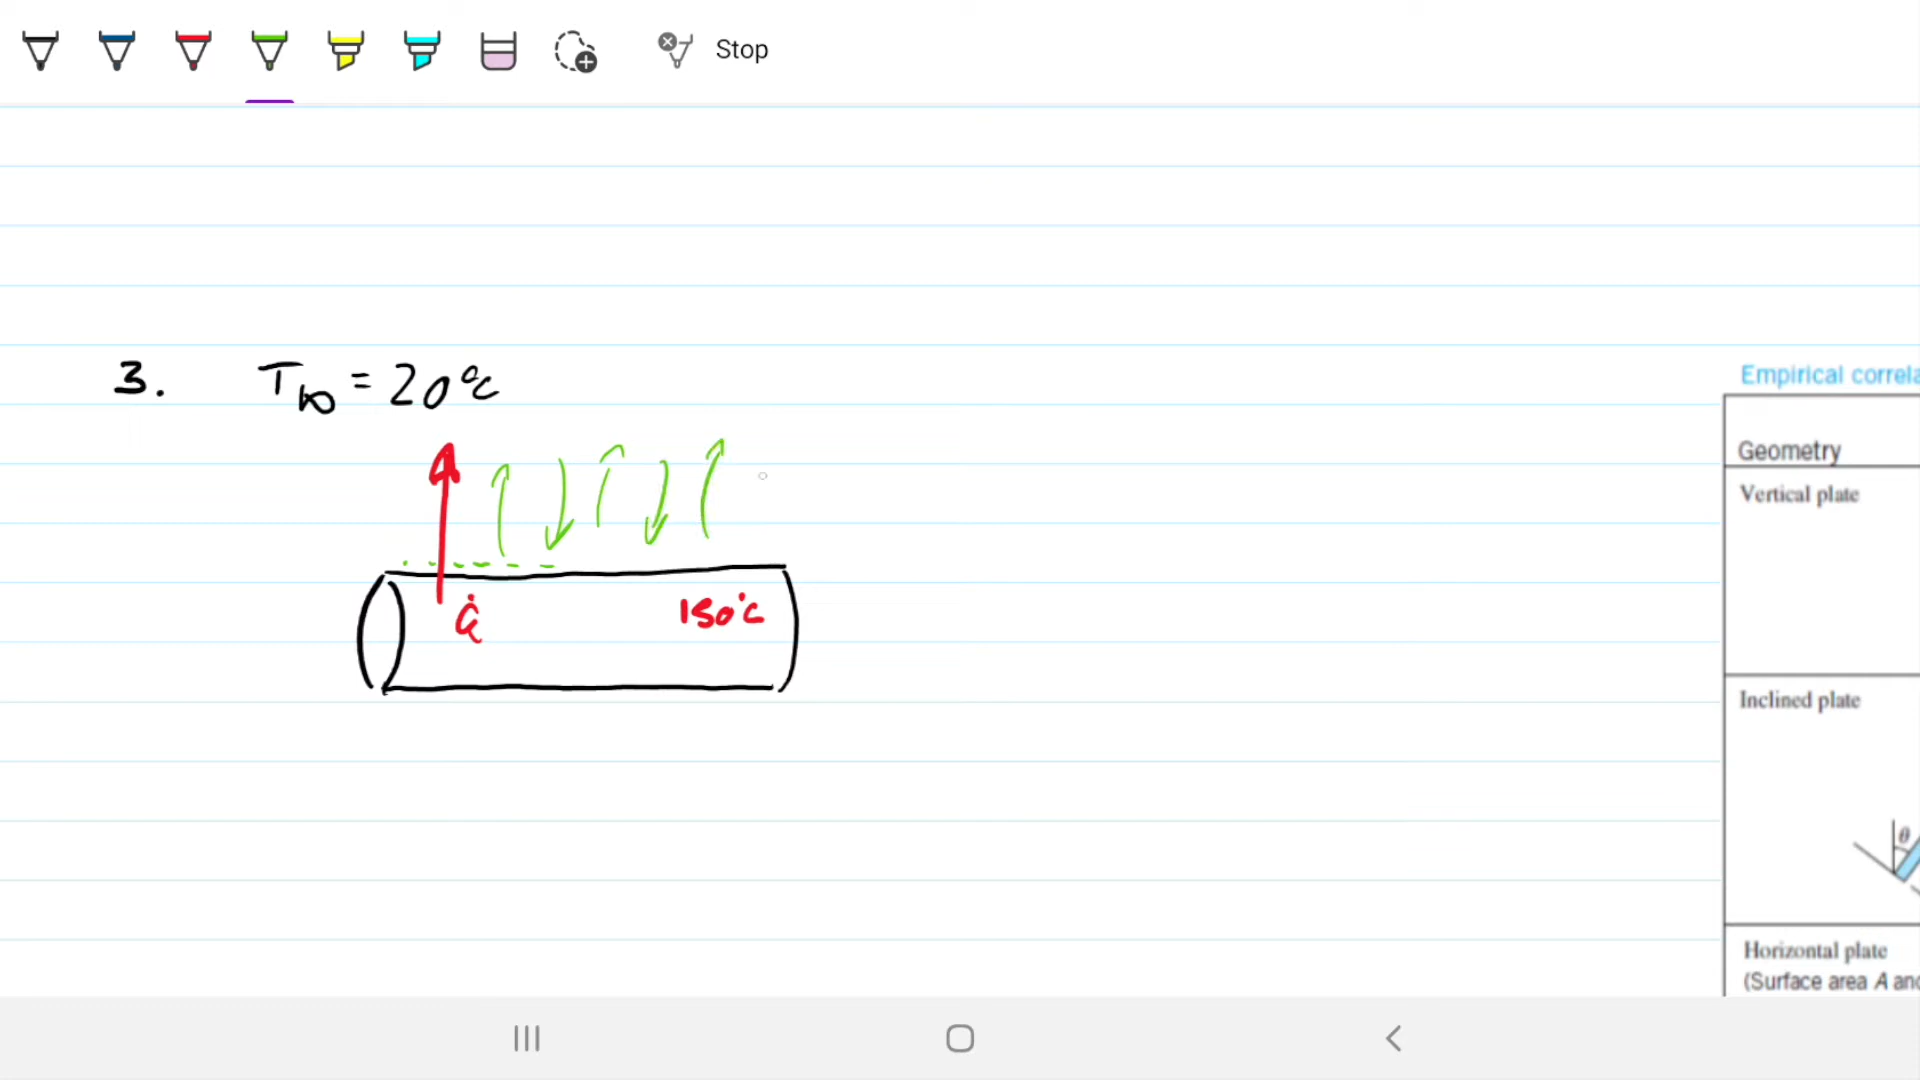 Stop
3. T∞ = 20°C
Q̇
150°C
Empirical correla
Geometry
Vertical plate
Inclined plate
θ
Horizontal plate
(Surface area A and